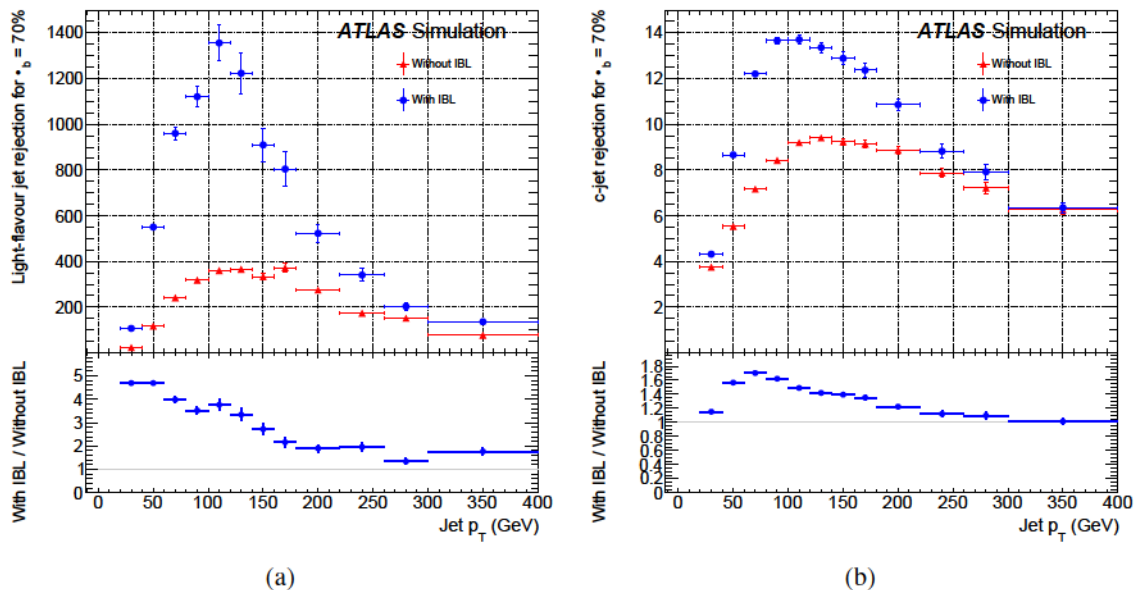 ATLAS Simulation
Without IBL
With IBL
Light-flavour jet rejection for •b = 70%
1400
1200
1000
800
600
400
200
With IBL / Without IBL
5
4
3
2
1
0
0 50 100 150 200 250 300 350 400
Jet pT (GeV)
(a)
ATLAS Simulation
Without IBL
With IBL
c-jet rejection for •b = 70%
14
12
10
8
6
4
2
With IBL / Without IBL
1.8
1.6
1.4
1.2
1
0.8
0.6
0.4
0.2
0
0 50 100 150 200 250 300 350 400
Jet pT (GeV)
(b)